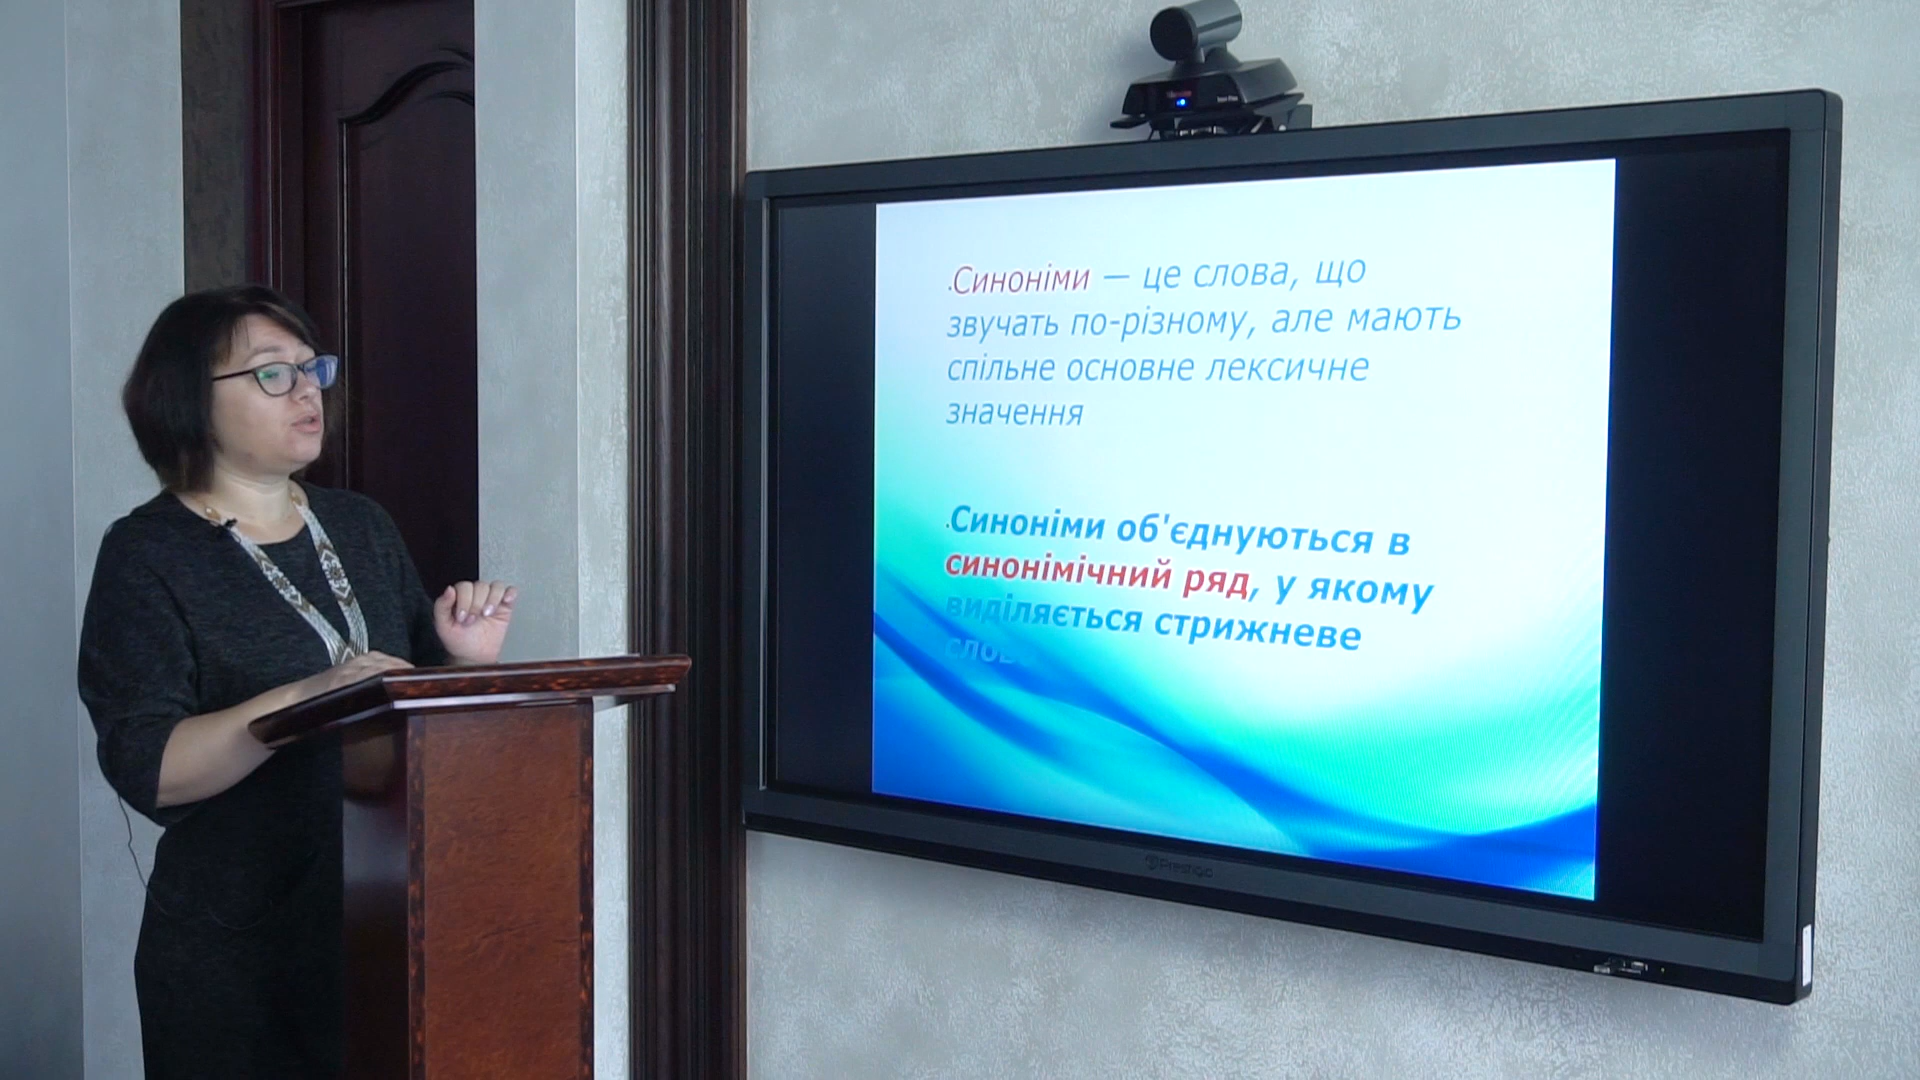 Синоніми — це слова, що
звучать по-різному, але мають
спільне основне лексичне
значення
Синоніми об'єднуються в
синонімічний ряд, у якому
виділяється стрижневе
Prestigio